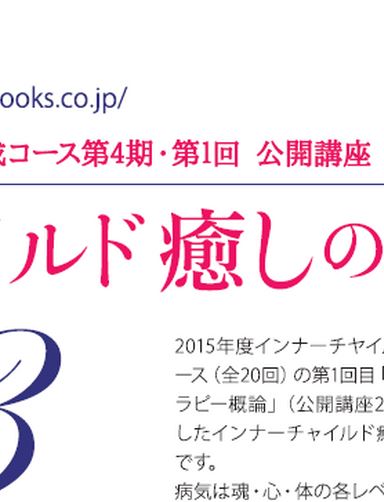 ooks.co.jp/
成コース第4期・第1回 公開講座
イルド癒しの
3
2015年度インナーチャイル
ース（全20回）の第1回目「
ラピー概論」（公開講座2
したインナーチャイルド癒
です。
病気は魂・心・体の各レベ